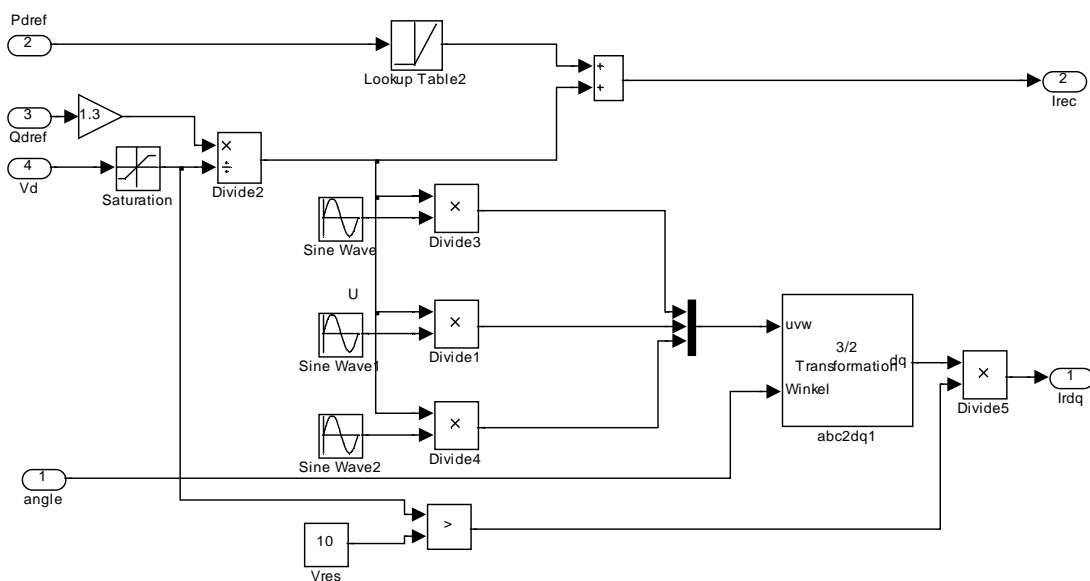 Pdref
2
Lookup Table2
+
+
2
Irec
1.3
3
Qdref
×
÷
Divide2
4
Vd
Saturation
×
Divide3
Sine Wave
U
×
Divide1
Sine Wave1
×
Divide4
Sine Wave2
uvw
3/2
Transformation
dq
Winkel
abc2dq1
×
Divide5
1
Irdq
1
angle
>
10
Vres